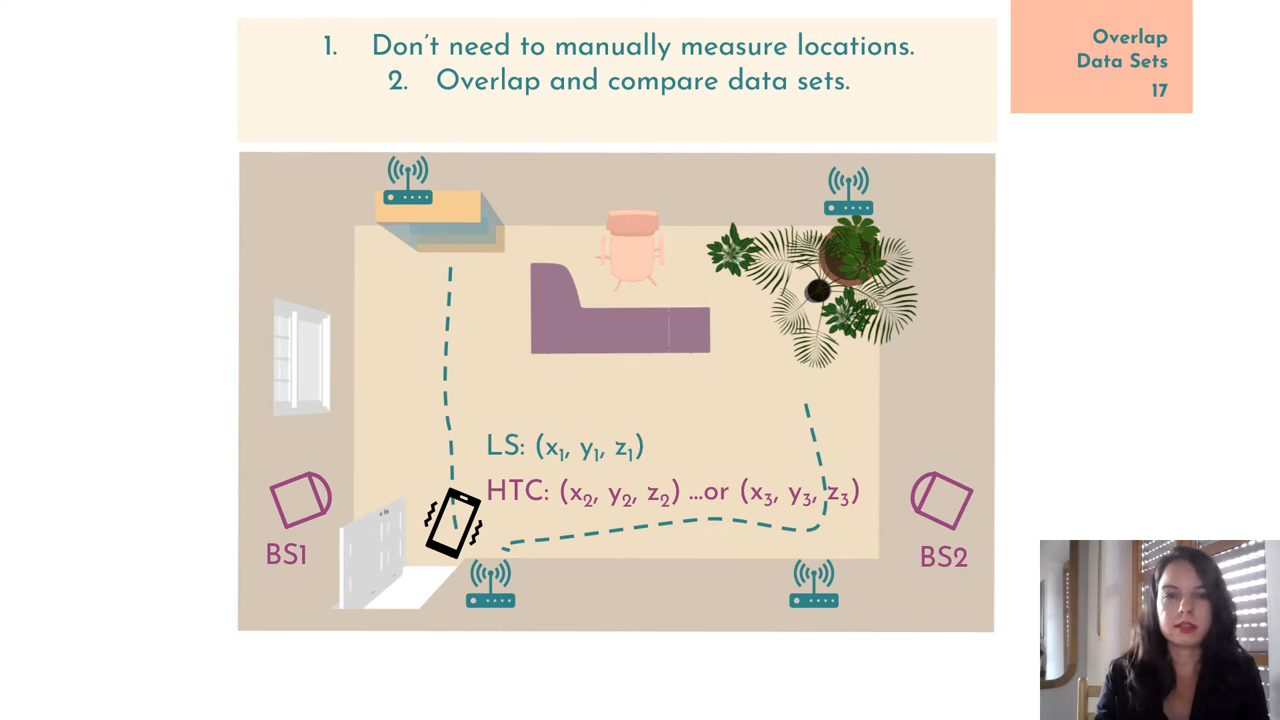 1. Don't need to manually measure locations.
2. Overlap and compare data sets.
Overlap
Data Sets
17
LS: (x₁, y₁, z₁)
HTC: (x₂, y₂, z₂) ...or (x₃, y₃, z₃)
BS1
BS2